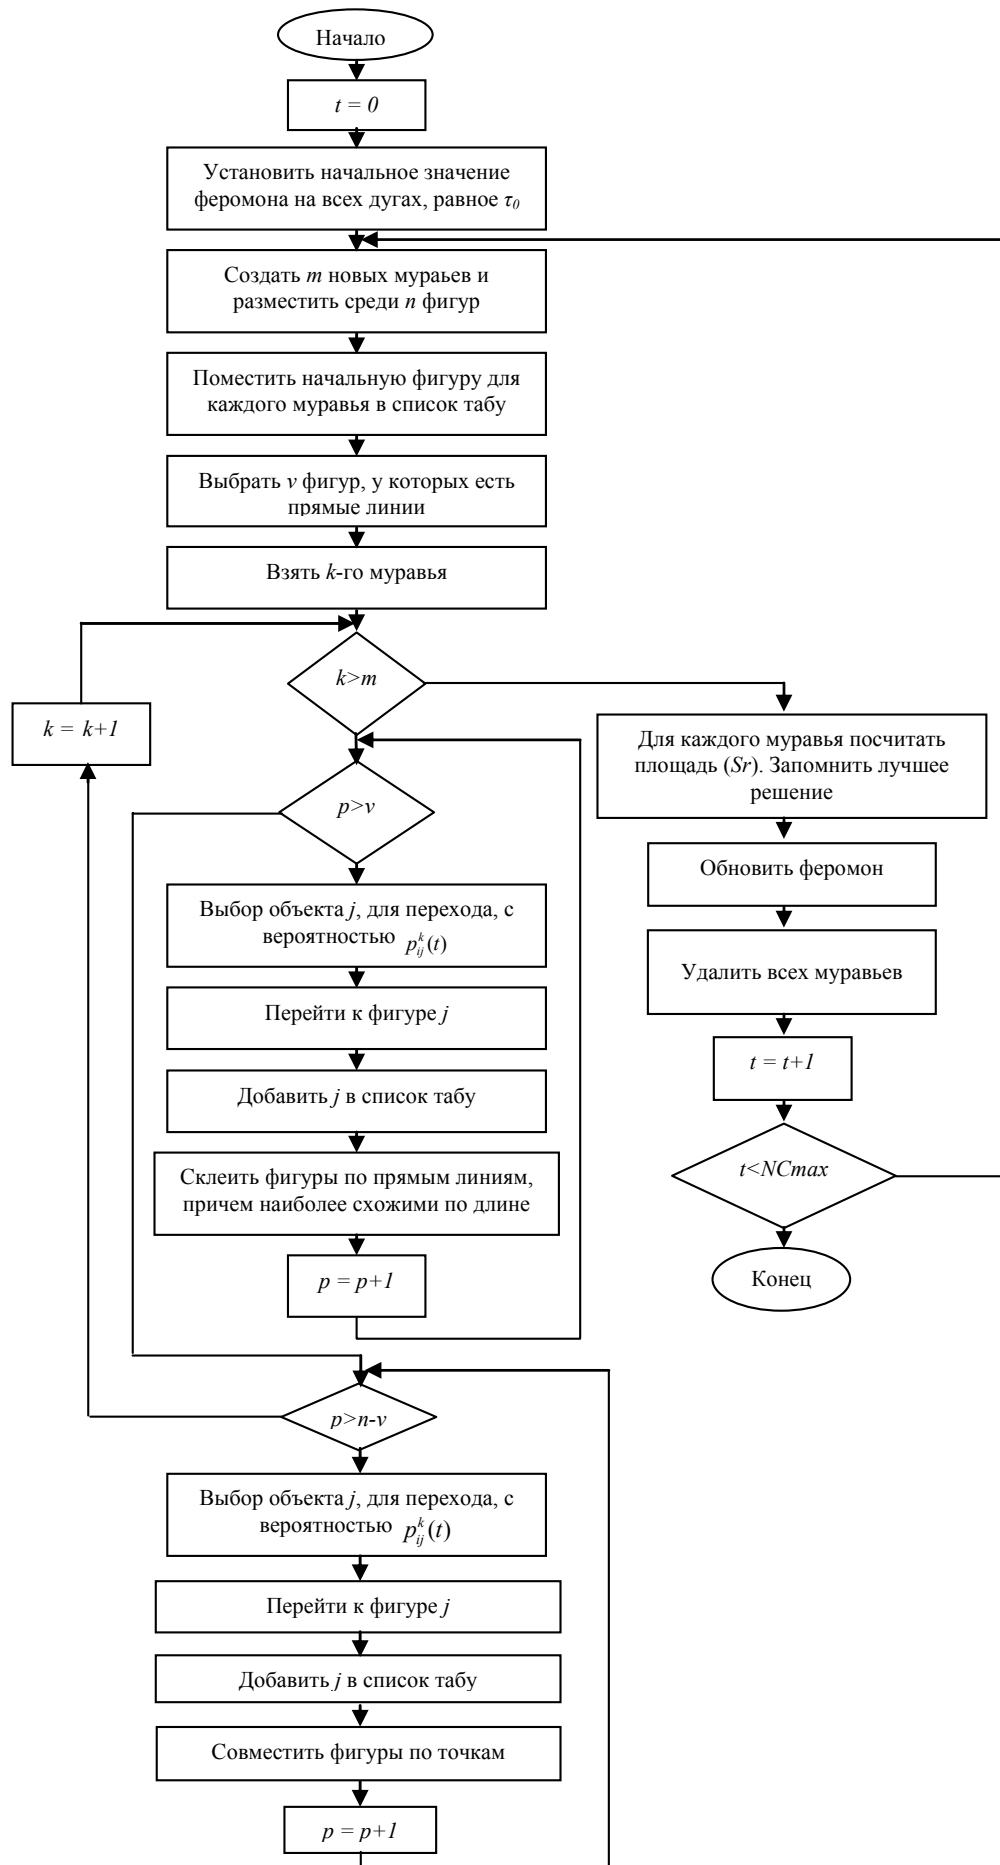 Начало
t = 0
Установить начальное значение
феромона на всех дугах, равное τ₀
Создать m новых мураьев и
разместить среди n фигур
Поместить начальную фигуру для
каждого муравья в список табу
Выбрать v фигур, у которых есть
прямые линии
Взять k-го муравья
k>m
k = k+1
p>v
Выбор объекта j, для перехода, с
вероятностью p_{ij}^{k}(t)
Перейти к фигуре j
Добавить j в список табу
Склеить фигуры по прямым линиям,
причем наиболее схожими по длине
p = p+1
p>n-v
Выбор объекта j, для перехода, с
вероятностью p_{ij}^{k}(t)
Перейти к фигуре j
Добавить j в список табу
Совместить фигуры по точкам
p = p+1
Для каждого муравья посчитать
площадь (Sr). Запомнить лучшее
решение
Обновить феромон
Удалить всех муравьев
t = t+1
t<NCmax
Конец